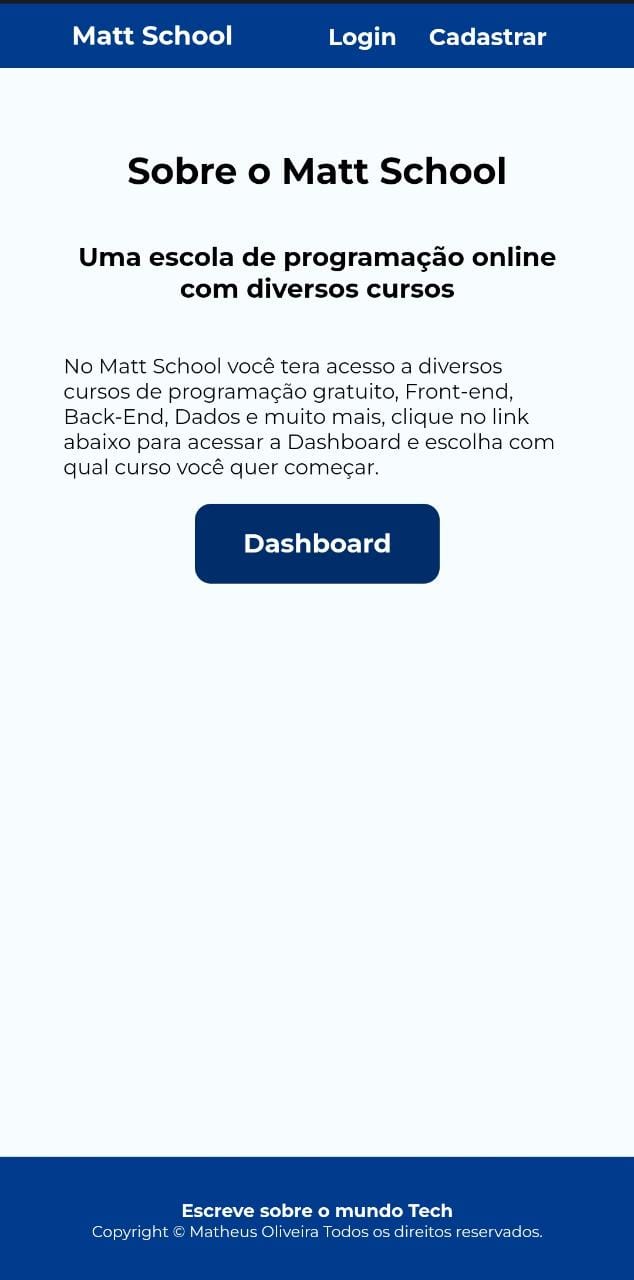 Matt School Login Cadastrar
Sobre o Matt School
Uma escola de programação online
com diversos cursos
No Matt School você tera acesso a diversos
cursos de programação gratuito, Front-end,
Back-End, Dados e muito mais, clique no link
abaixo para acessar a Dashboard e escolha com
qual curso você quer começar.
Dashboard
Escreve sobre o mundo Tech
Copyright © Matheus Oliveira Todos os direitos reservados.